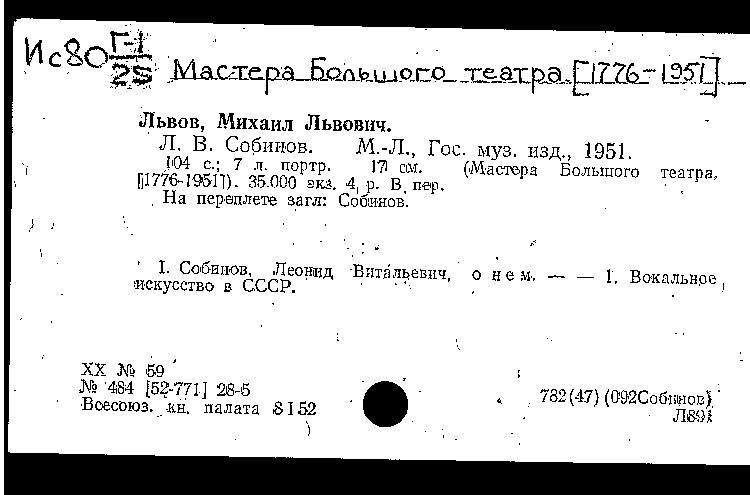 Ис80 Г-1/25 Мастера Большого театра [1776-1951]
Львов, Михаил Львович.
Л. В. Собинов. М.-Л., Гос. муз. изд., 1951.
104 с.; 7 л. портр. 17 см. (Мастера Большого театра,
[1776-1951]). 35.000 экз. 4 р. В пер.
На переплете загл: Собинов.
I. Собинов, Леонид Витальевич, о нем. — — 1. Вокальное
искусство в СССР.
XX № 59
№ 484 [52-771] 28-5
Всесоюз. кн. палата 8152
782(47)(092Собинов)
Л891